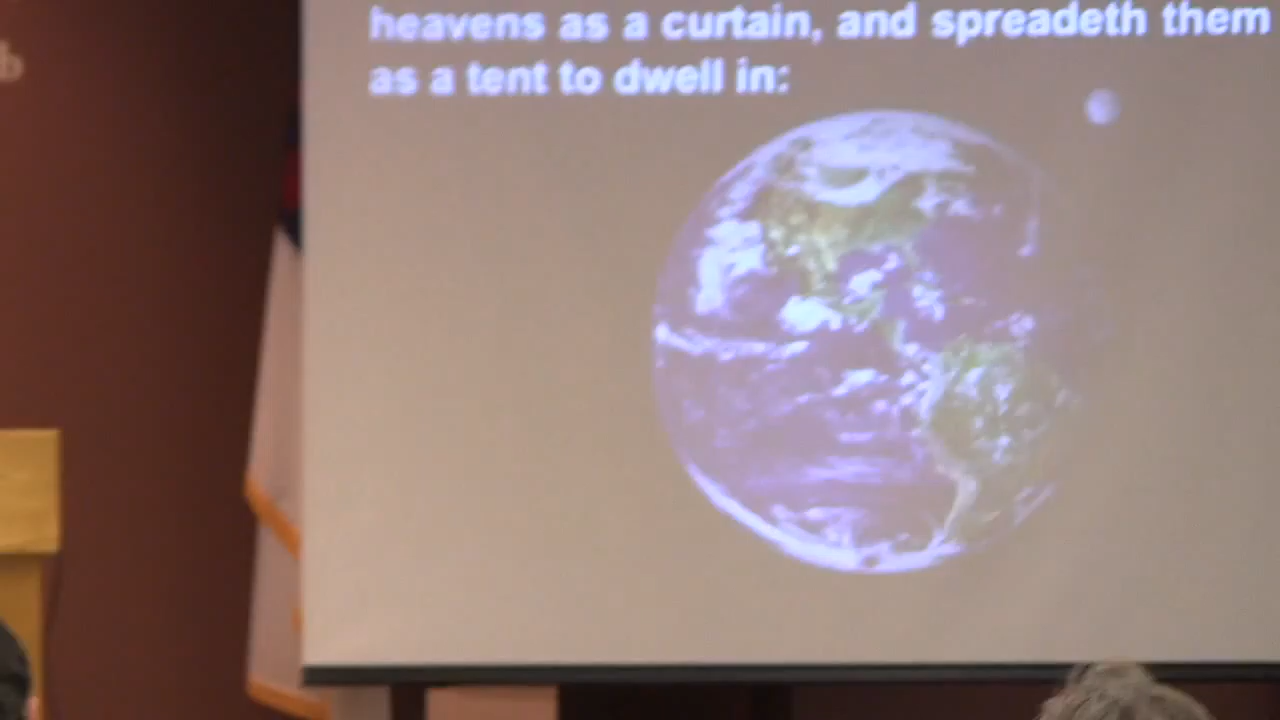 heavens as a curtain, and spreadeth them
as a tent to dwell in:
b